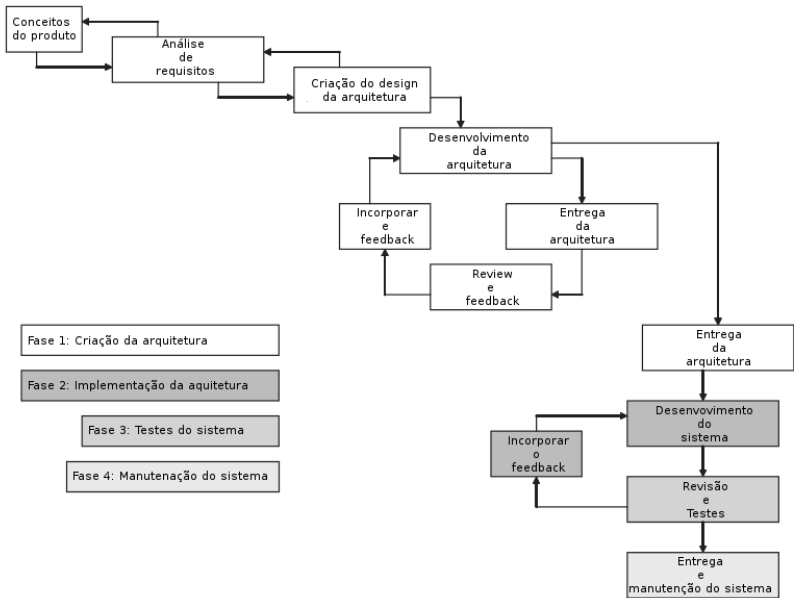 Conceitos
do produto
Análise
de
requisitos
Criação do design
da arquitetura
Desenvolvimento
da
arquitetura
Incorporar
e
feedback
Entrega
da
arquitetura
Review
e
feedback
Fase 1: Criação da arquitetura
Fase 2: Implementação da aquitetura
Fase 3: Testes do sistema
Fase 4: Manutenação do sistema
Entrega
da
arquitetura
Desenvovimento
do
sistema
Incorporar
o
feedback
Revisão
e
Testes
Entrega
e
manutenção do sistema